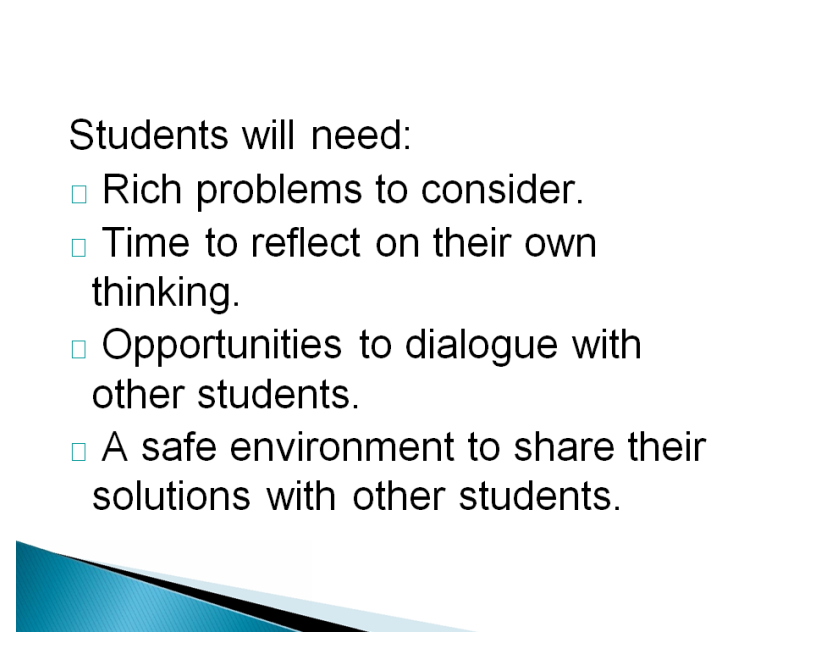 Students will need:
Rich problems to consider.
Time to reflect on their own
thinking.
Opportunities to dialogue with
other students.
A safe environment to share their
solutions with other students.